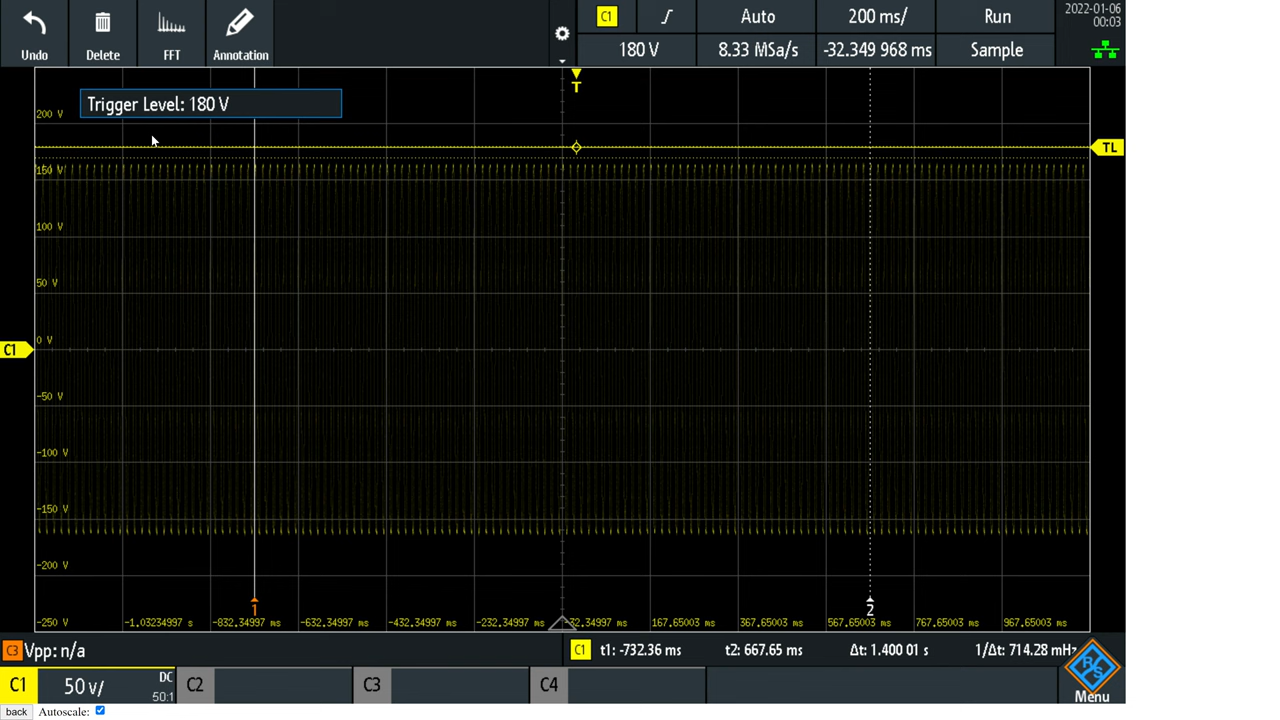 Undo
Delete
FFT
Annotation
C1
Auto
200 ms/
Run
2022-01-06
00:03
180 V
8.33 MSa/s
-32.349 968 ms
Sample
T
Trigger Level: 180 V
200 V
TL
150 V
100 V
50 V
0 V
C1
-50 V
-100 V
-150 V
-200 V
1
2
-250 V
-1.03234997 s
-832.34997 ms
-632.34997 ms
-432.34997 ms
-232.34997 ms
167.65003 ms
367.65003 ms
567.65003 ms
767.65003 ms
967.65003 ms
C3
Vpp: n/a
C1
t1: -732.36 ms
t2: 667.65 ms
Δt: 1.400 01 s
1/Δt: 714.28 mHz
C1
50 v/
DC
50:1
C2
C3
C4
R/S
Menu
back
Autoscale: